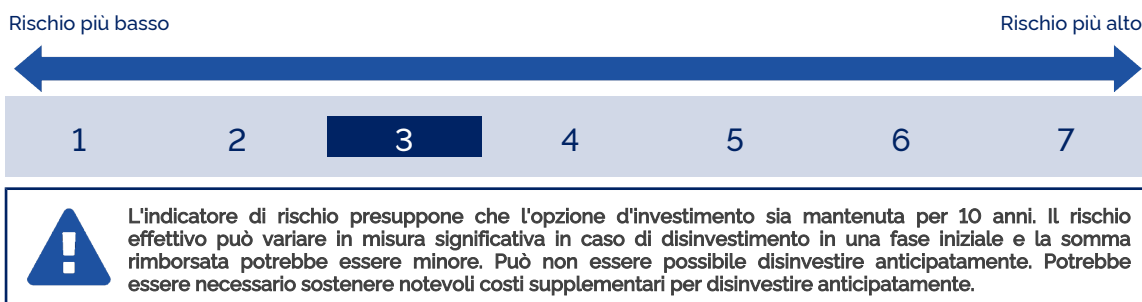 Rischio più basso Rischio più alto
1 2 3 4 5 6 7
L'indicatore di rischio presuppone che l'opzione d'investimento sia mantenuta per 10 anni. Il rischio
effettivo può variare in misura significativa in caso di disinvestimento in una fase iniziale e la somma
rimborsata potrebbe essere minore. Può non essere possibile disinvestire anticipatamente. Potrebbe
essere necessario sostenere notevoli costi supplementari per disinvestire anticipatamente.